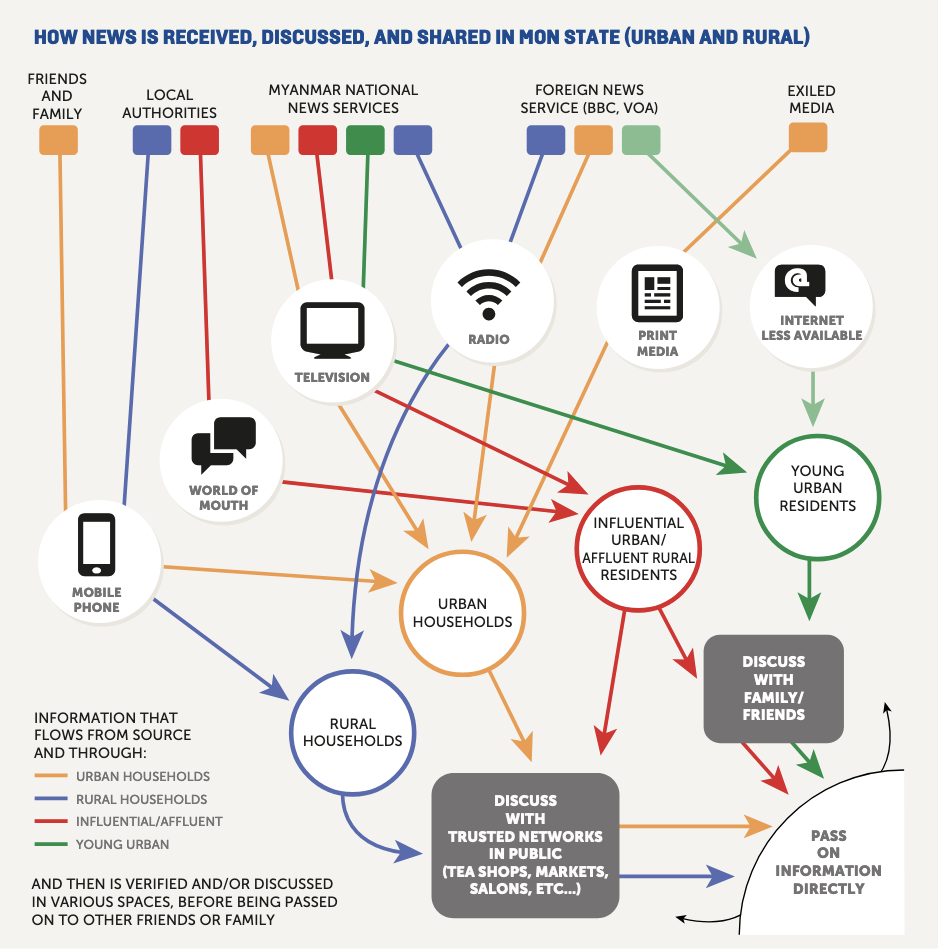 HOW NEWS IS RECEIVED, DISCUSSED, AND SHARED IN MON STATE (URBAN AND RURAL)
FRIENDS
AND
FAMILY
LOCAL
AUTHORITIES
MYANMAR NATIONAL
NEWS SERVICES
FOREIGN NEWS
SERVICE (BBC, VOA)
EXILED
MEDIA
TELEVISION
RADIO
PRINT
MEDIA
INTERNET
LESS AVAILABLE
WORLD OF
MOUTH
MOBILE
PHONE
YOUNG
URBAN
RESIDENTS
INFLUENTIAL
URBAN/
AFFLUENT RURAL
RESIDENTS
URBAN
HOUSEHOLDS
RURAL
HOUSEHOLDS
DISCUSS
WITH
FAMILY/
FRIENDS
DISCUSS
WITH
TRUSTED NETWORKS
IN PUBLIC
(TEA SHOPS, MARKETS,
SALONS, ETC...)
PASS
ON
INFORMATION
DIRECTLY
INFORMATION THAT
FLOWS FROM SOURCE
AND THROUGH:
URBAN HOUSEHOLDS
RURAL HOUSEHOLDS
INFLUENTIAL/AFFLUENT
YOUNG URBAN
AND THEN IS VERIFIED AND/OR DISCUSSED
IN VARIOUS SPACES, BEFORE BEING PASSED
ON TO OTHER FRIENDS OR FAMILY